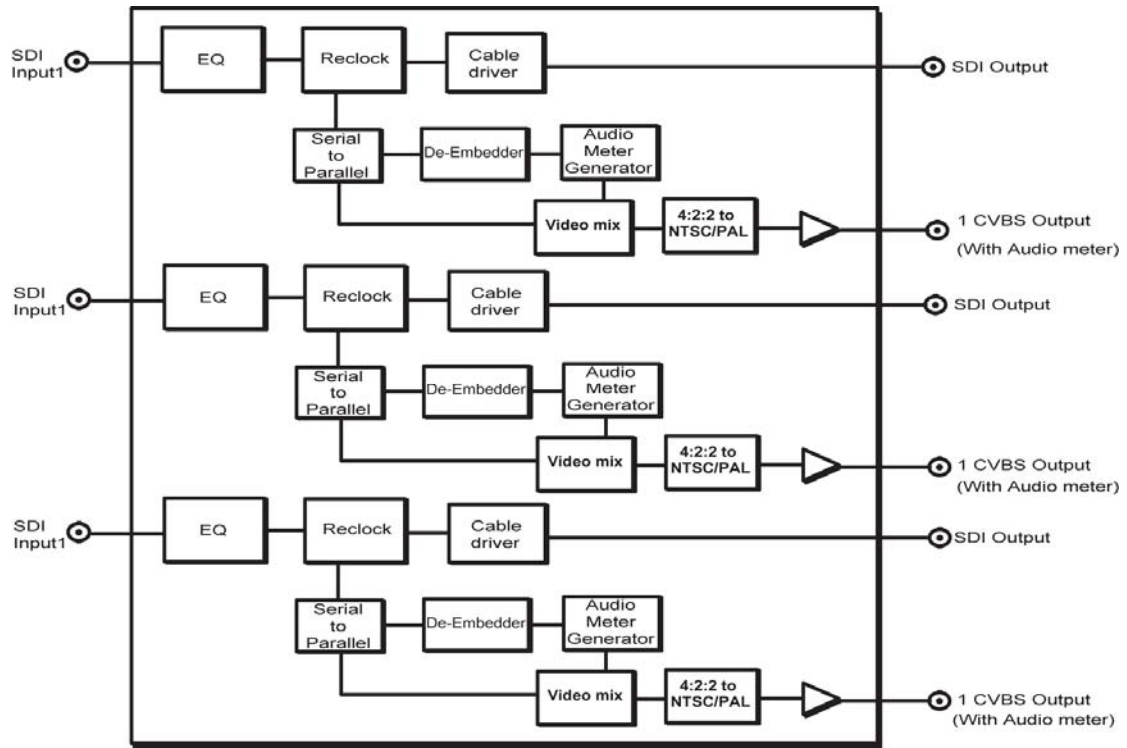 SDI
Input1
EQ
Reclock
Cable
driver
SDI Output
Serial
to
Parallel
De-Embedder
Audio
Meter
Generator
Video mix
4:2:2 to
NTSC/PAL
1 CVBS Output
(With Audio meter)
SDI
Input1
EQ
Reclock
Cable
driver
SDI Output
Serial
to
Parallel
De-Embedder
Audio
Meter
Generator
Video mix
4:2:2 to
NTSC/PAL
1 CVBS Output
(With Audio meter)
SDI
Input1
EQ
Reclock
Cable
driver
SDI Output
Serial
to
Parallel
De-Embedder
Audio
Meter
Generator
Video mix
4:2:2 to
NTSC/PAL
1 CVBS Output
(With Audio meter)